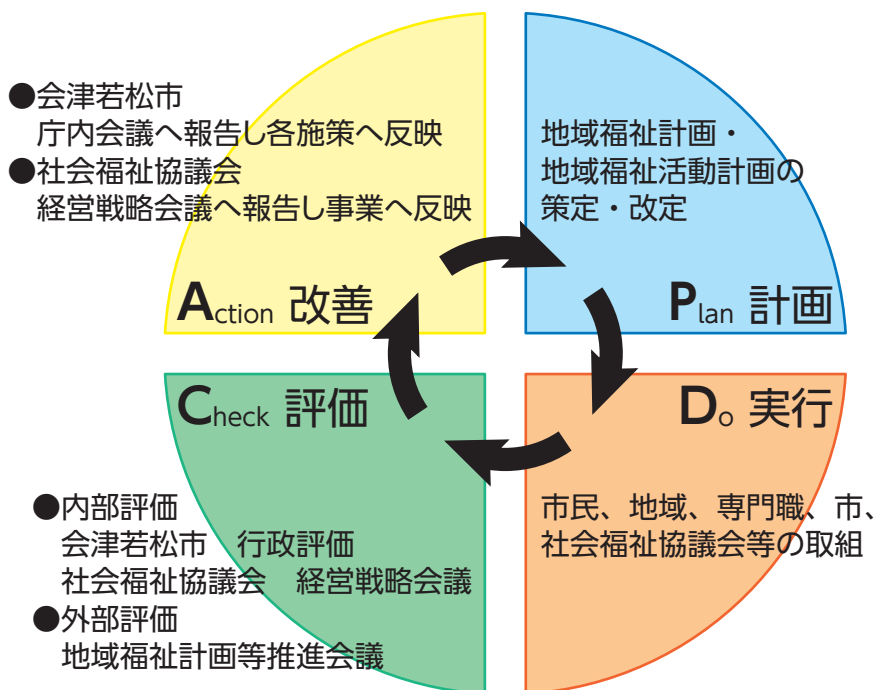 ●会津若松市
庁内会議へ報告し各施策へ反映
●社会福祉協議会
経営戦略会議へ報告し事業へ反映
Action 改善
地域福祉計画・
地域福祉活動計画の
策定・改定
Plan 計画
Check 評価
●内部評価
会津若松市　行政評価
社会福祉協議会　経営戦略会議
●外部評価
地域福祉計画等推進会議
Do 実行
市民、地域、専門職、市、
社会福祉協議会等の取組